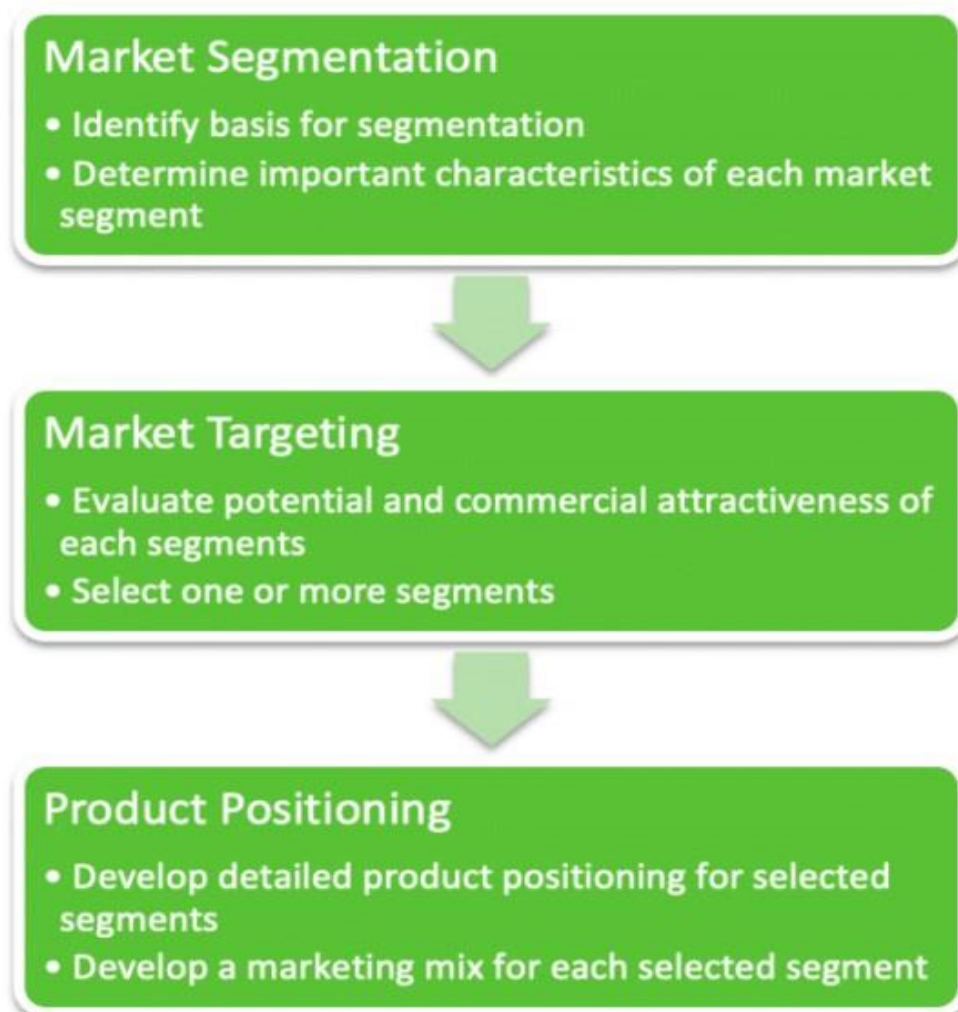 Market Segmentation
• Identify basis for segmentation
• Determine important characteristics of each market
segment
Market Targeting
• Evaluate potential and commercial attractiveness of
each segments
• Select one or more segments
Product Positioning
• Develop detailed product positioning for selected
segments
• Develop a marketing mix for each selected segment